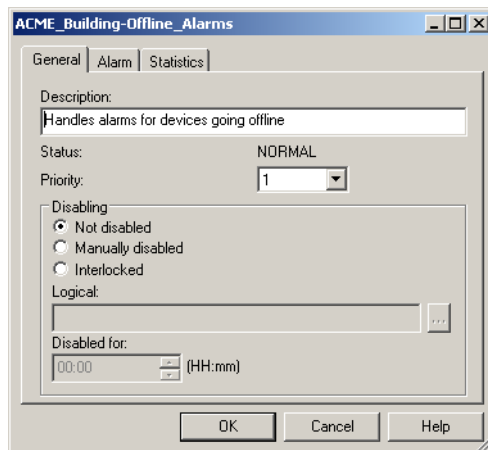 ACME_Building-Offline_Alarms
General Alarm Statistics
Description:
Handles alarms for devices going offline
Status: NORMAL
Priority: 1
Disabling
Not disabled
Manually disabled
Interlocked
Logical:
...
Disabled for:
00:00 (HH:mm)
OK Cancel Help